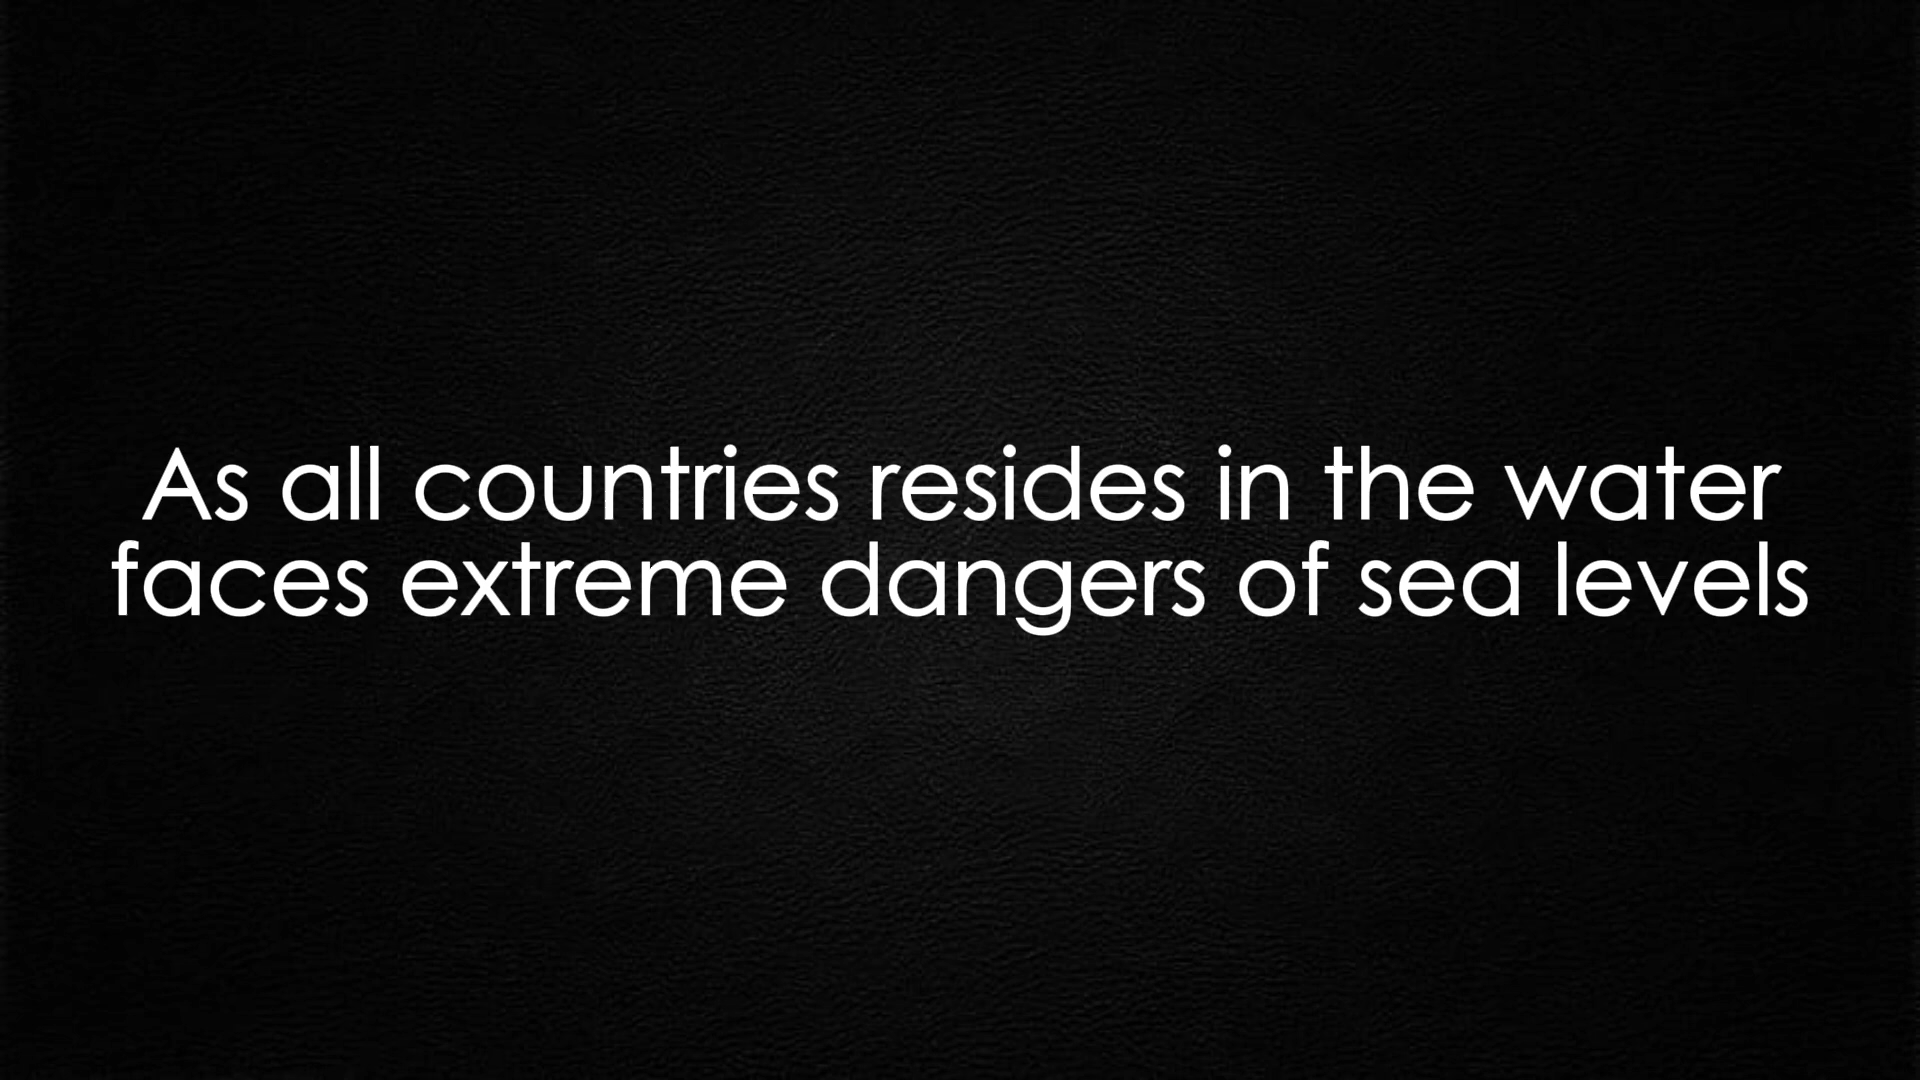 As all countries resides in the water
faces extreme dangers of sea levels